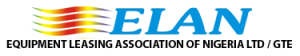 ELAN
EQUIPMENT LEASING ASSOCIATION OF NIGERIA LTD / GTE